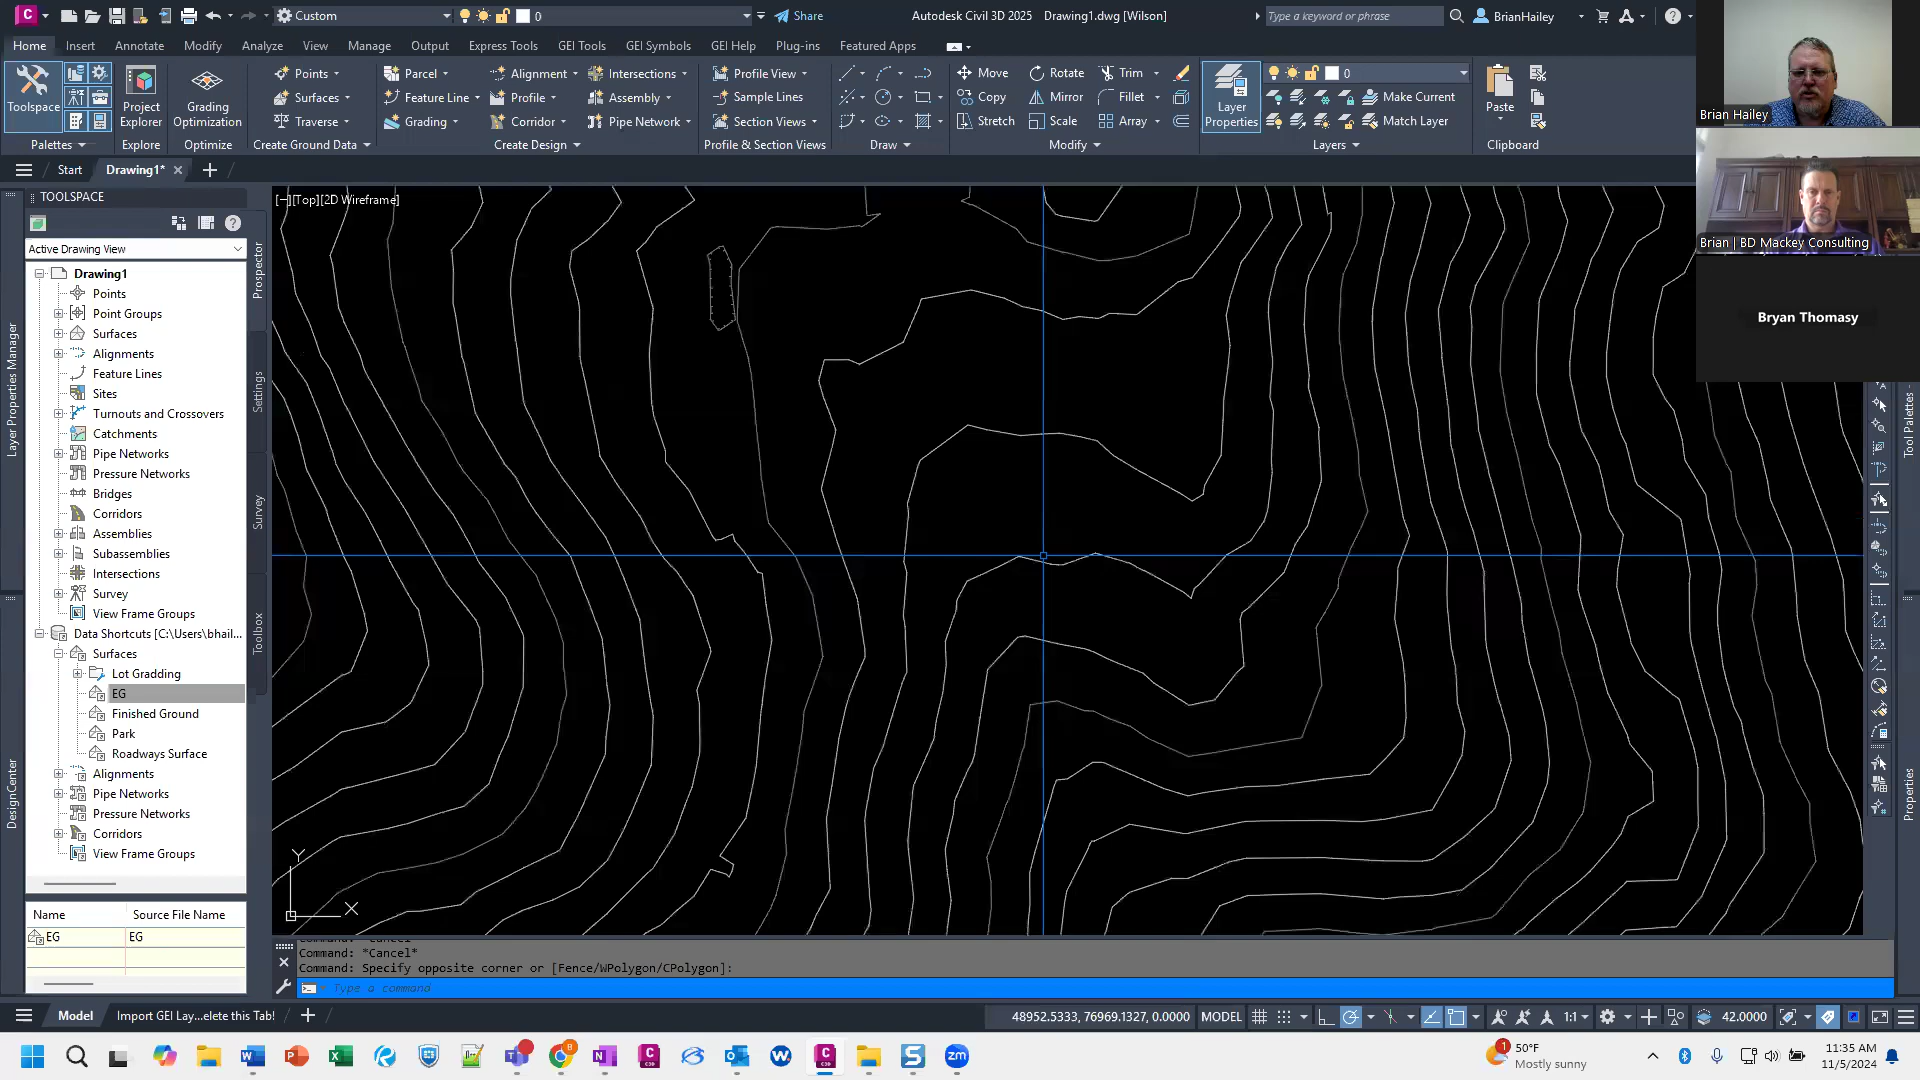 Custom
0
Share
Autodesk Civil 3D 2025 Drawing1.dwg [Wilson]
Type a keyword or phrase
BrianHailey
Home Insert Annotate Modify Analyze View Manage Output Express Tools GEI Tools GEI Symbols GEI Help Plug-ins Featured Apps
Toolspace
Project Explorer
Grading Optimization
Points
Surfaces
Traverse
Parcel
Feature Line
Grading
Alignment
Profile
Corridor
Intersections
Assembly
Pipe Network
Profile View
Sample Lines
Section Views
Move
Copy
Stretch
Rotate
Mirror
Scale
Trim
Fillet
Array
Layer Properties
0
Make Current
Match Layer
Paste
Palettes Explore Optimize Create Ground Data Create Design Profile & Section Views Draw Modify Layers Clipboard
Start Drawing1*
Brian Hailey
Brian | BD Mackey Consulting
Bryan Thomasy
TOOLSPACE
Active Drawing View
Drawing1
Points
Point Groups
Surfaces
Alignments
Feature Lines
Sites
Turnouts and Crossovers
Catchments
Pipe Networks
Pressure Networks
Bridges
Corridors
Assemblies
Subassemblies
Intersections
Survey
View Frame Groups
Data Shortcuts [C:\Users\bhail...
Surfaces
Lot Gradding
EG
Finished Ground
Park
Roadways Surface
Alignments
Pipe Networks
Pressure Networks
Corridors
View Frame Groups
Name Source File Name
EG EG
Prospector
Settings
Survey
Toolbox
Layer Properties Manager
DesignCenter
Tool Palettes
Properties
[−][Top][2D Wireframe]
Y
X
Command: *Cancel*
Command: *Cancel*
Command: Specify opposite corner or [Fence/WPolygon/CPolygon]:
Type a command
Model Import GEI Lay...elete this Tab!
48952.5333, 76969.1327, 0.0000 MODEL 1:1 42.0000
50°F
Mostly sunny
11:35 AM
11/5/2024